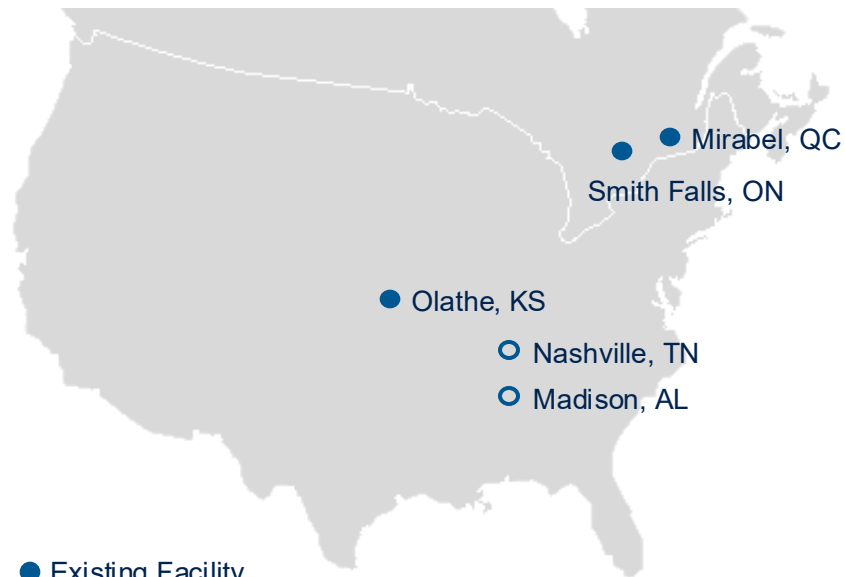 Mirabel, QC
Smith Falls, ON
Olathe, KS
Nashville, TN
Madison, AL
Existing Facility